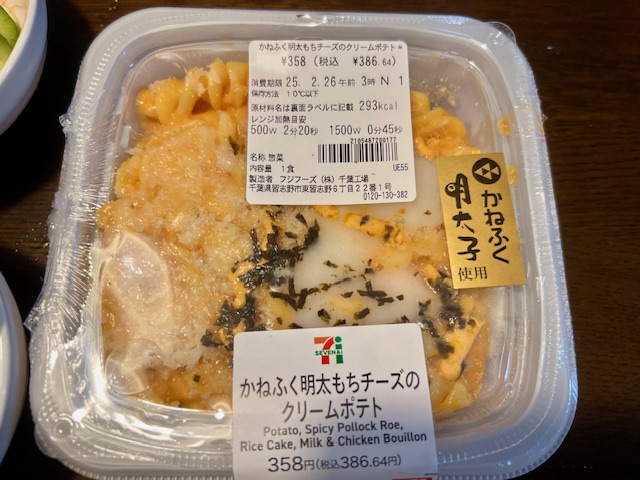 かねふく明太もちチーズのクリームポテト*
¥358 (税込 ¥386.64)
消費期限 25. 2.26午前 3時 N 1
保存方法 10℃以下
原材料名は裏面ラベルに記載 293kcal
レンジ加熱目安
500W 2分20秒 1500W 0分45秒
2105487200177
名称 惣菜
内容量 1食 UE55
製造者 フジフーズ(株)千葉工場
千葉県習志野市東習志野6丁目22番1号
0120-130-382
かねふく
明太子
使用
7
SEVEN&i
かねふく明太もちチーズの
クリームポテト
Potato, Spicy Pollock Roe,
Rice Cake, Milk & Chicken Bouillon
358円(税込386.64円)